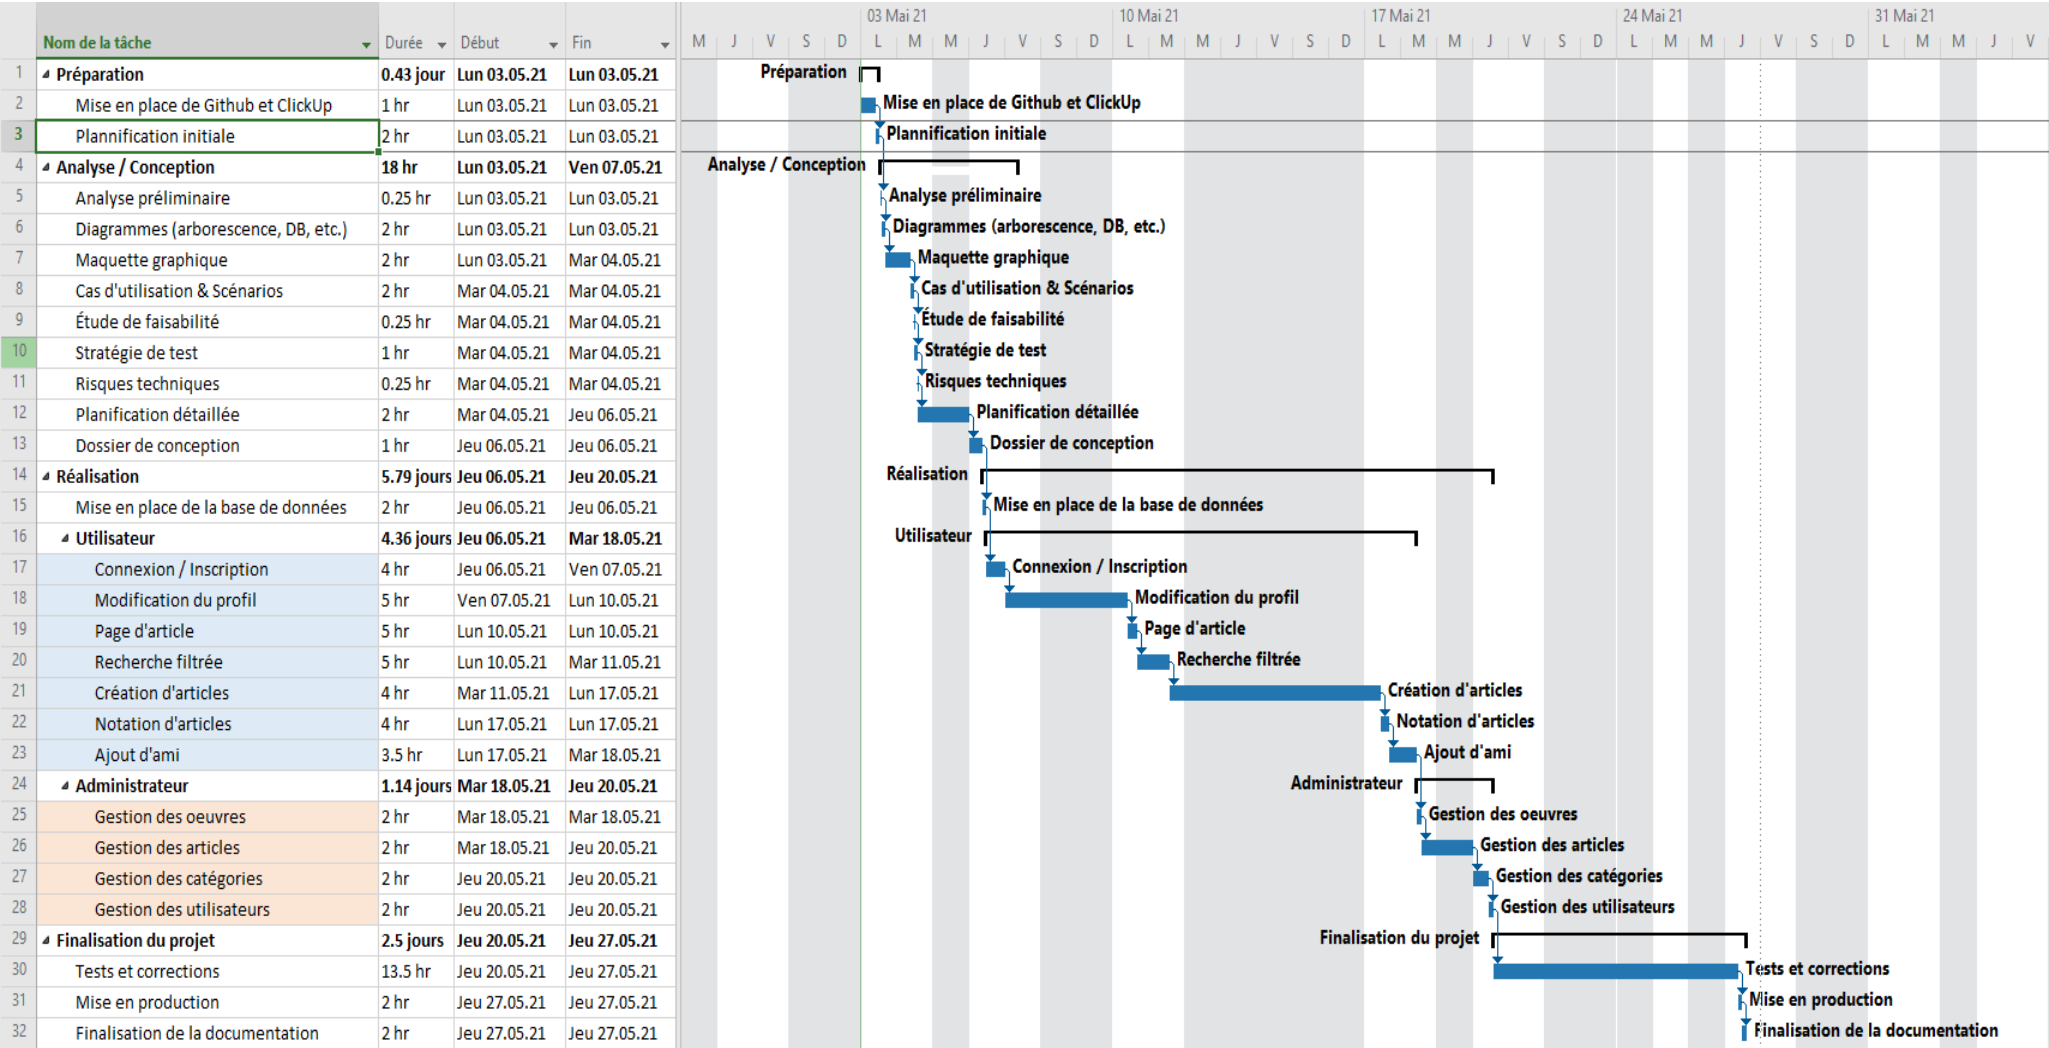 03 Mai 21 10 Mai 21 17 Mai 21 24 Mai 21 31 Mai 21
Nom de la tâche Durée Début Fin M J V S D L M M J V S D L M M J V S D L M M J V S D L M M J V S D L M M J V
1 Préparation 0.43 jour Lun 03.05.21 Lun 03.05.21 Préparation
2 Mise en place de Github et ClickUp 1 hr Lun 03.05.21 Lun 03.05.21 Mise en place de Github et ClickUp
3 Plannification initiale 2 hr Lun 03.05.21 Lun 03.05.21 Plannification initiale
4 Analyse / Conception 18 hr Lun 03.05.21 Ven 07.05.21 Analyse / Conception
5 Analyse préliminaire 0.25 hr Lun 03.05.21 Lun 03.05.21 Analyse préliminaire
6 Diagrammes (arborescence, DB, etc.) 2 hr Lun 03.05.21 Lun 03.05.21 Diagrammes (arborescence, DB, etc.)
7 Maquette graphique 2 hr Lun 03.05.21 Mar 04.05.21 Maquette graphique
8 Cas d'utilisation & Scénarios 2 hr Mar 04.05.21 Mar 04.05.21 Cas d'utilisation & Scénarios
9 Étude de faisabilité 0.25 hr Mar 04.05.21 Mar 04.05.21 Étude de faisabilité
10 Stratégie de test 1 hr Mar 04.05.21 Mar 04.05.21 Stratégie de test
11 Risques techniques 0.25 hr Mar 04.05.21 Mar 04.05.21 Risques techniques
12 Planification détaillée 2 hr Mar 04.05.21 Jeu 06.05.21 Planification détaillée
13 Dossier de conception 1 hr Jeu 06.05.21 Jeu 06.05.21 Dossier de conception
14 Réalisation 5.79 jours Jeu 06.05.21 Jeu 20.05.21 Réalisation
15 Mise en place de la base de données 2 hr Jeu 06.05.21 Jeu 06.05.21 Mise en place de la base de données
16 Utilisateur 4.36 jours Jeu 06.05.21 Mar 18.05.21 Utilisateur
17 Connexion / Inscription 4 hr Jeu 06.05.21 Ven 07.05.21 Connexion / Inscription
18 Modification du profil 5 hr Ven 07.05.21 Lun 10.05.21 Modification du profil
19 Page d'article 5 hr Lun 10.05.21 Lun 10.05.21 Page d'article
20 Recherche filtrée 5 hr Lun 10.05.21 Mar 11.05.21 Recherche filtrée
21 Création d'articles 4 hr Mar 11.05.21 Lun 17.05.21 Création d'articles
22 Notation d'articles 4 hr Lun 17.05.21 Lun 17.05.21 Notation d'articles
23 Ajout d'ami 3.5 hr Lun 17.05.21 Mar 18.05.21 Ajout d'ami
24 Administrateur 1.14 jours Mar 18.05.21 Jeu 20.05.21 Administrateur
25 Gestion des oeuvres 2 hr Mar 18.05.21 Mar 18.05.21 Gestion des oeuvres
26 Gestion des articles 2 hr Mar 18.05.21 Jeu 20.05.21 Gestion des articles
27 Gestion des catégories 2 hr Jeu 20.05.21 Jeu 20.05.21 Gestion des catégories
28 Gestion des utilisateurs 2 hr Jeu 20.05.21 Jeu 20.05.21 Gestion des utilisateurs
29 Finalisation du projet 2.5 jours Jeu 20.05.21 Jeu 27.05.21 Finalisation du projet
30 Tests et corrections 13.5 hr Jeu 20.05.21 Jeu 27.05.21 Tests et corrections
31 Mise en production 2 hr Jeu 27.05.21 Jeu 27.05.21 Mise en production
32 Finalisation de la documentation 2 hr Jeu 27.05.21 Jeu 27.05.21 Finalisation de la documentation